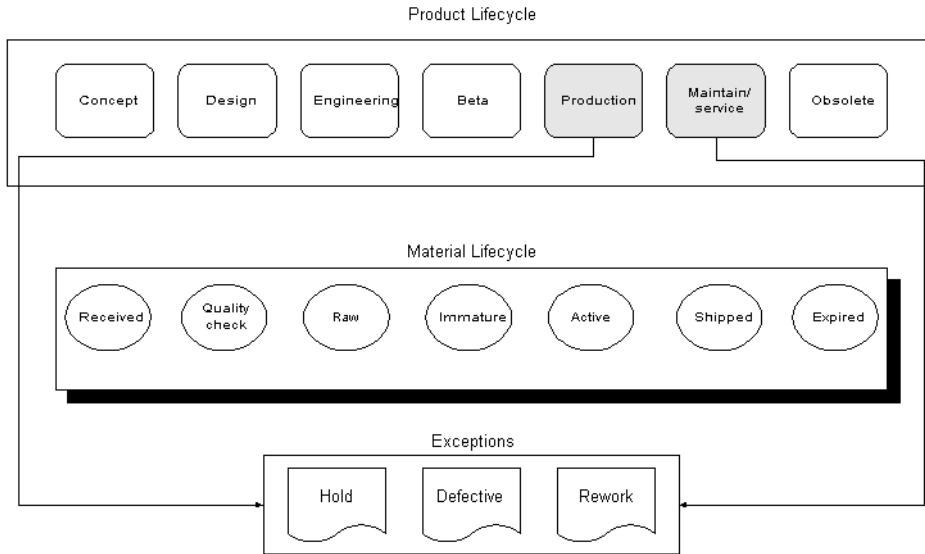 Product Lifecycle
Concept
Design
Engineering
Beta
Production
Maintain/
service
Obsolete
Material Lifecycle
Received
Quality
check
Raw
Immature
Active
Shipped
Expired
Exceptions
Hold
Defective
Rework